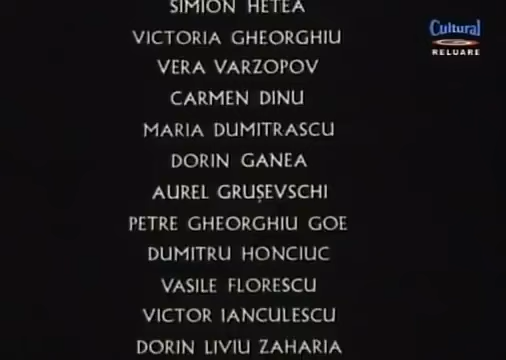 SIMION HETEA
VICTORIA GHEORGHIU
VERA VARZOPOV
CARMEN DINU
MARIA DUMITRASCU
DORIN GANEA
AUREL GRUȘEVSCHI
PETRE GHEORGHIU GOE
DUMITRU HONCIUC
VASILE FLORESCU
VICTOR IANCULESCU
DORIN LIVIU ZAHARIA
Cultural
RELUARE